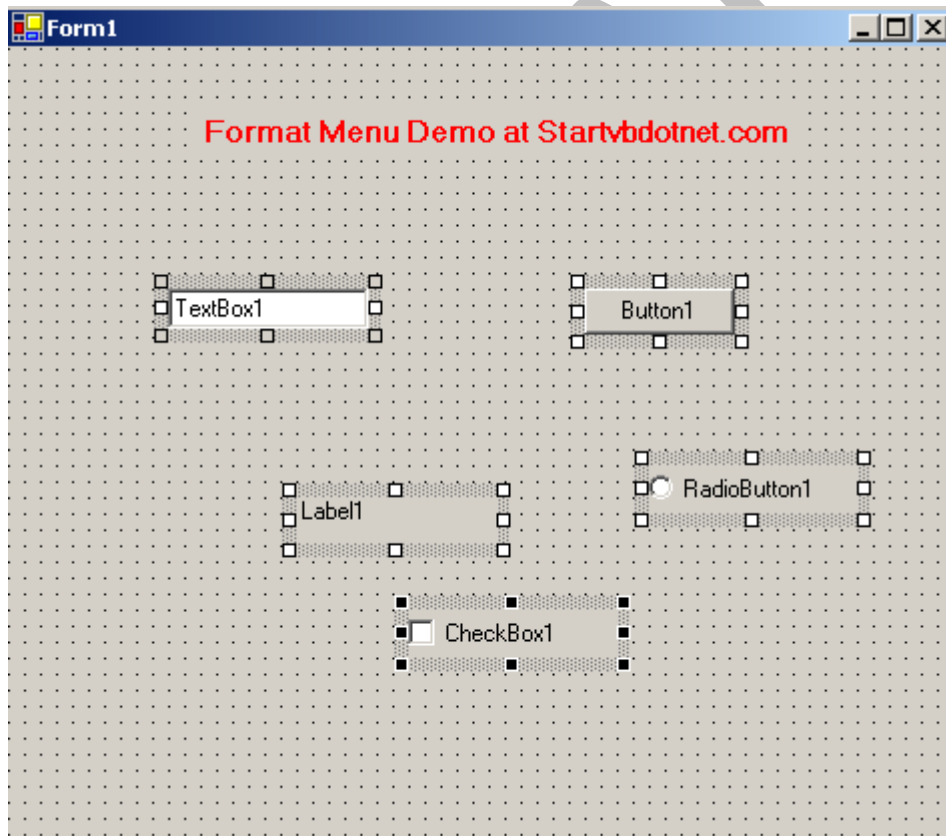 Form1
Format Menu Demo at Startvbdotnet.com
TextBox1
Button1
RadioButton1
Label1
CheckBox1